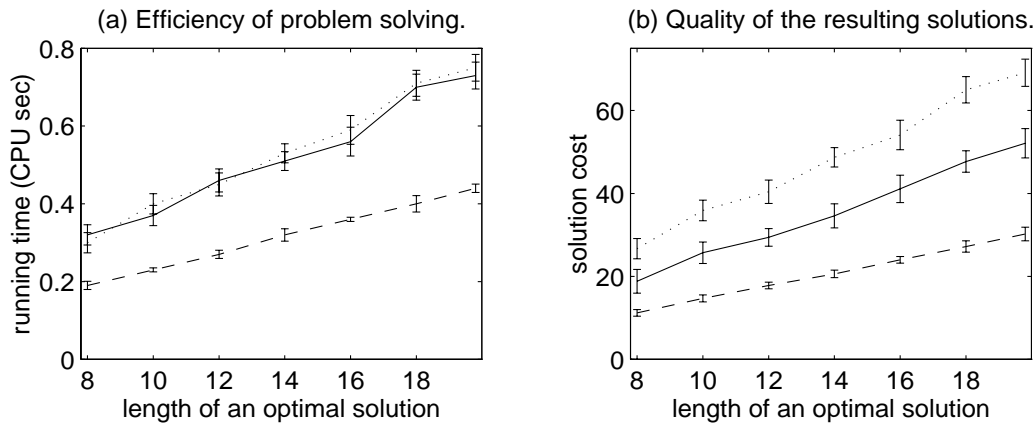 (a) Efficiency of problem solving.
0.8
0.6
0.4
0.2
0
running time (CPU sec)
8 10 12 14 16 18
length of an optimal solution
(b) Quality of the resulting solutions.
60
40
20
0
solution cost
8 10 12 14 16 18
length of an optimal solution